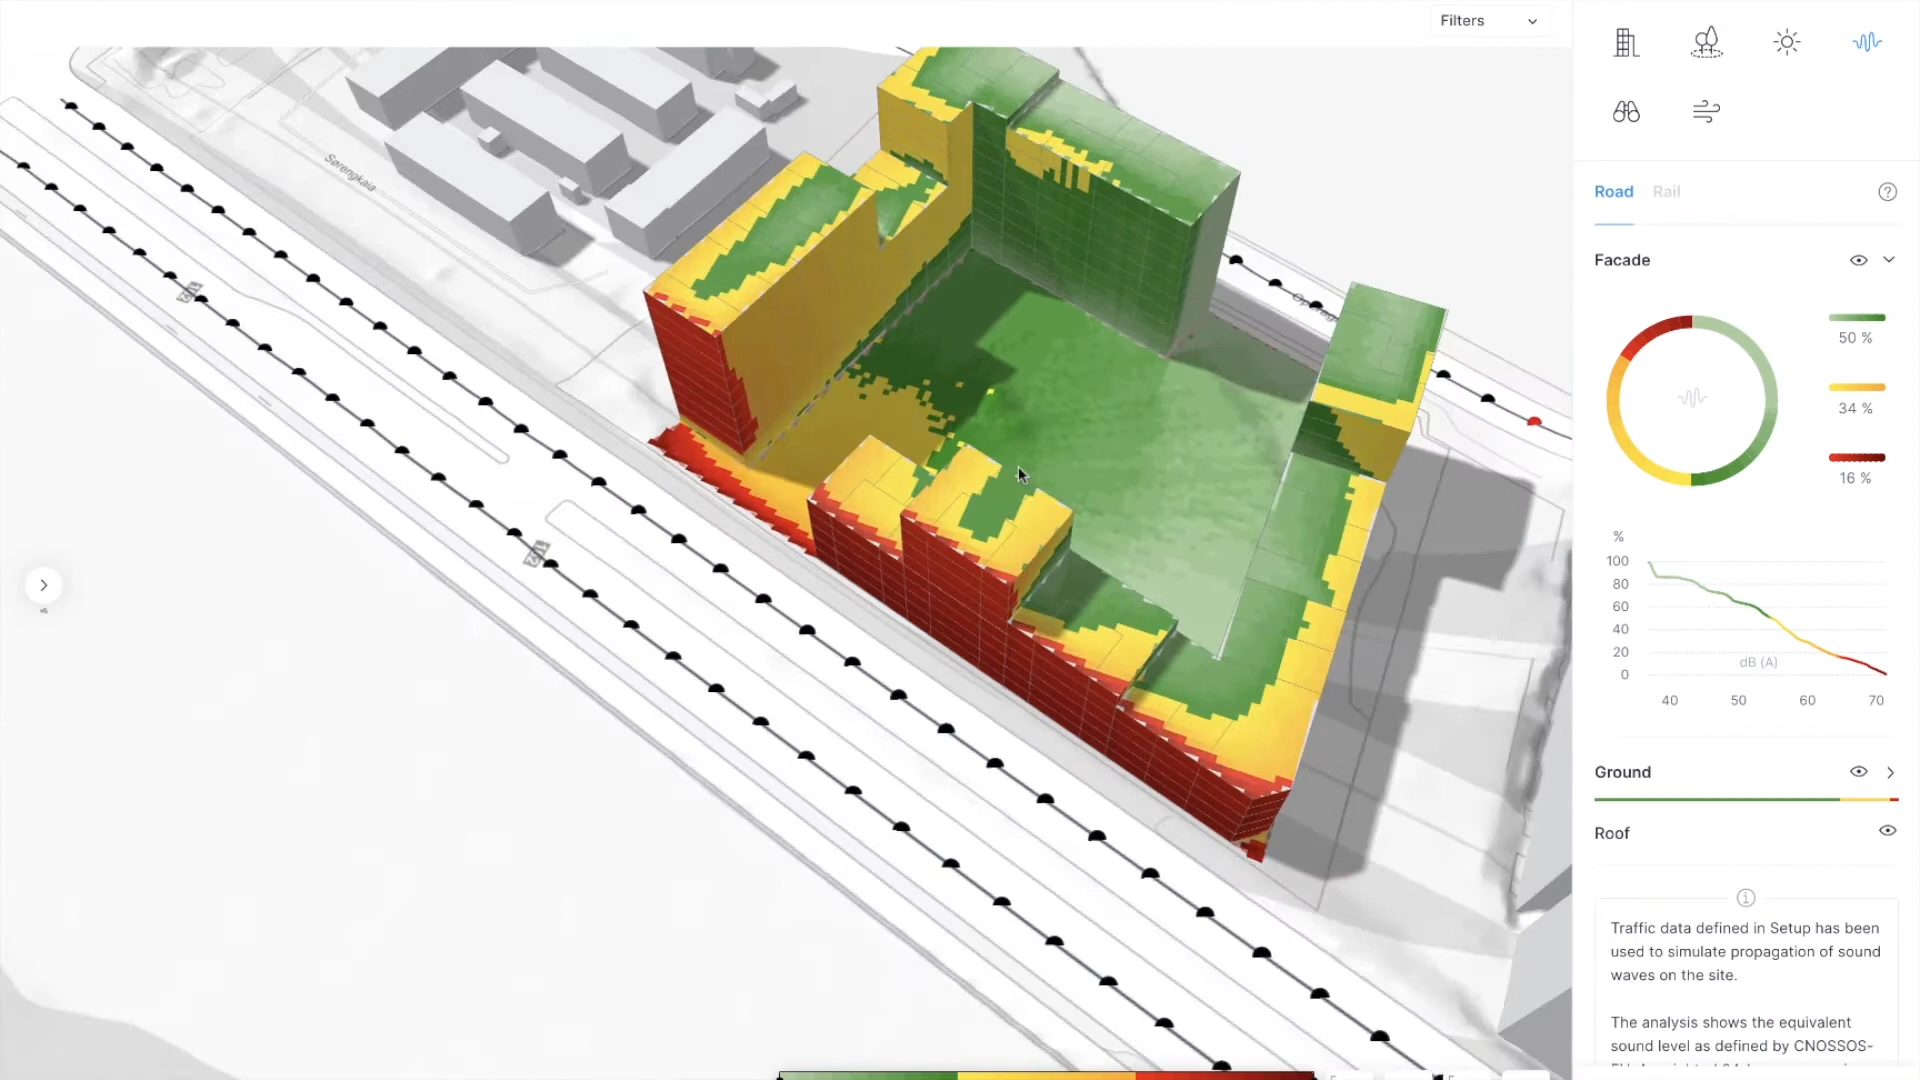 Filters
Sørengkaia
162
162
Road Rail
Facade
50 %
34 %
16 %
%
100
80
60
40
20
0
dB (A)
40 50 60 70
Ground
Roof
Traffic data defined in Setup has been
used to simulate propagation of sound
waves on the site.
The analysis shows the equivalent
sound level as defined by CNOSSOS-